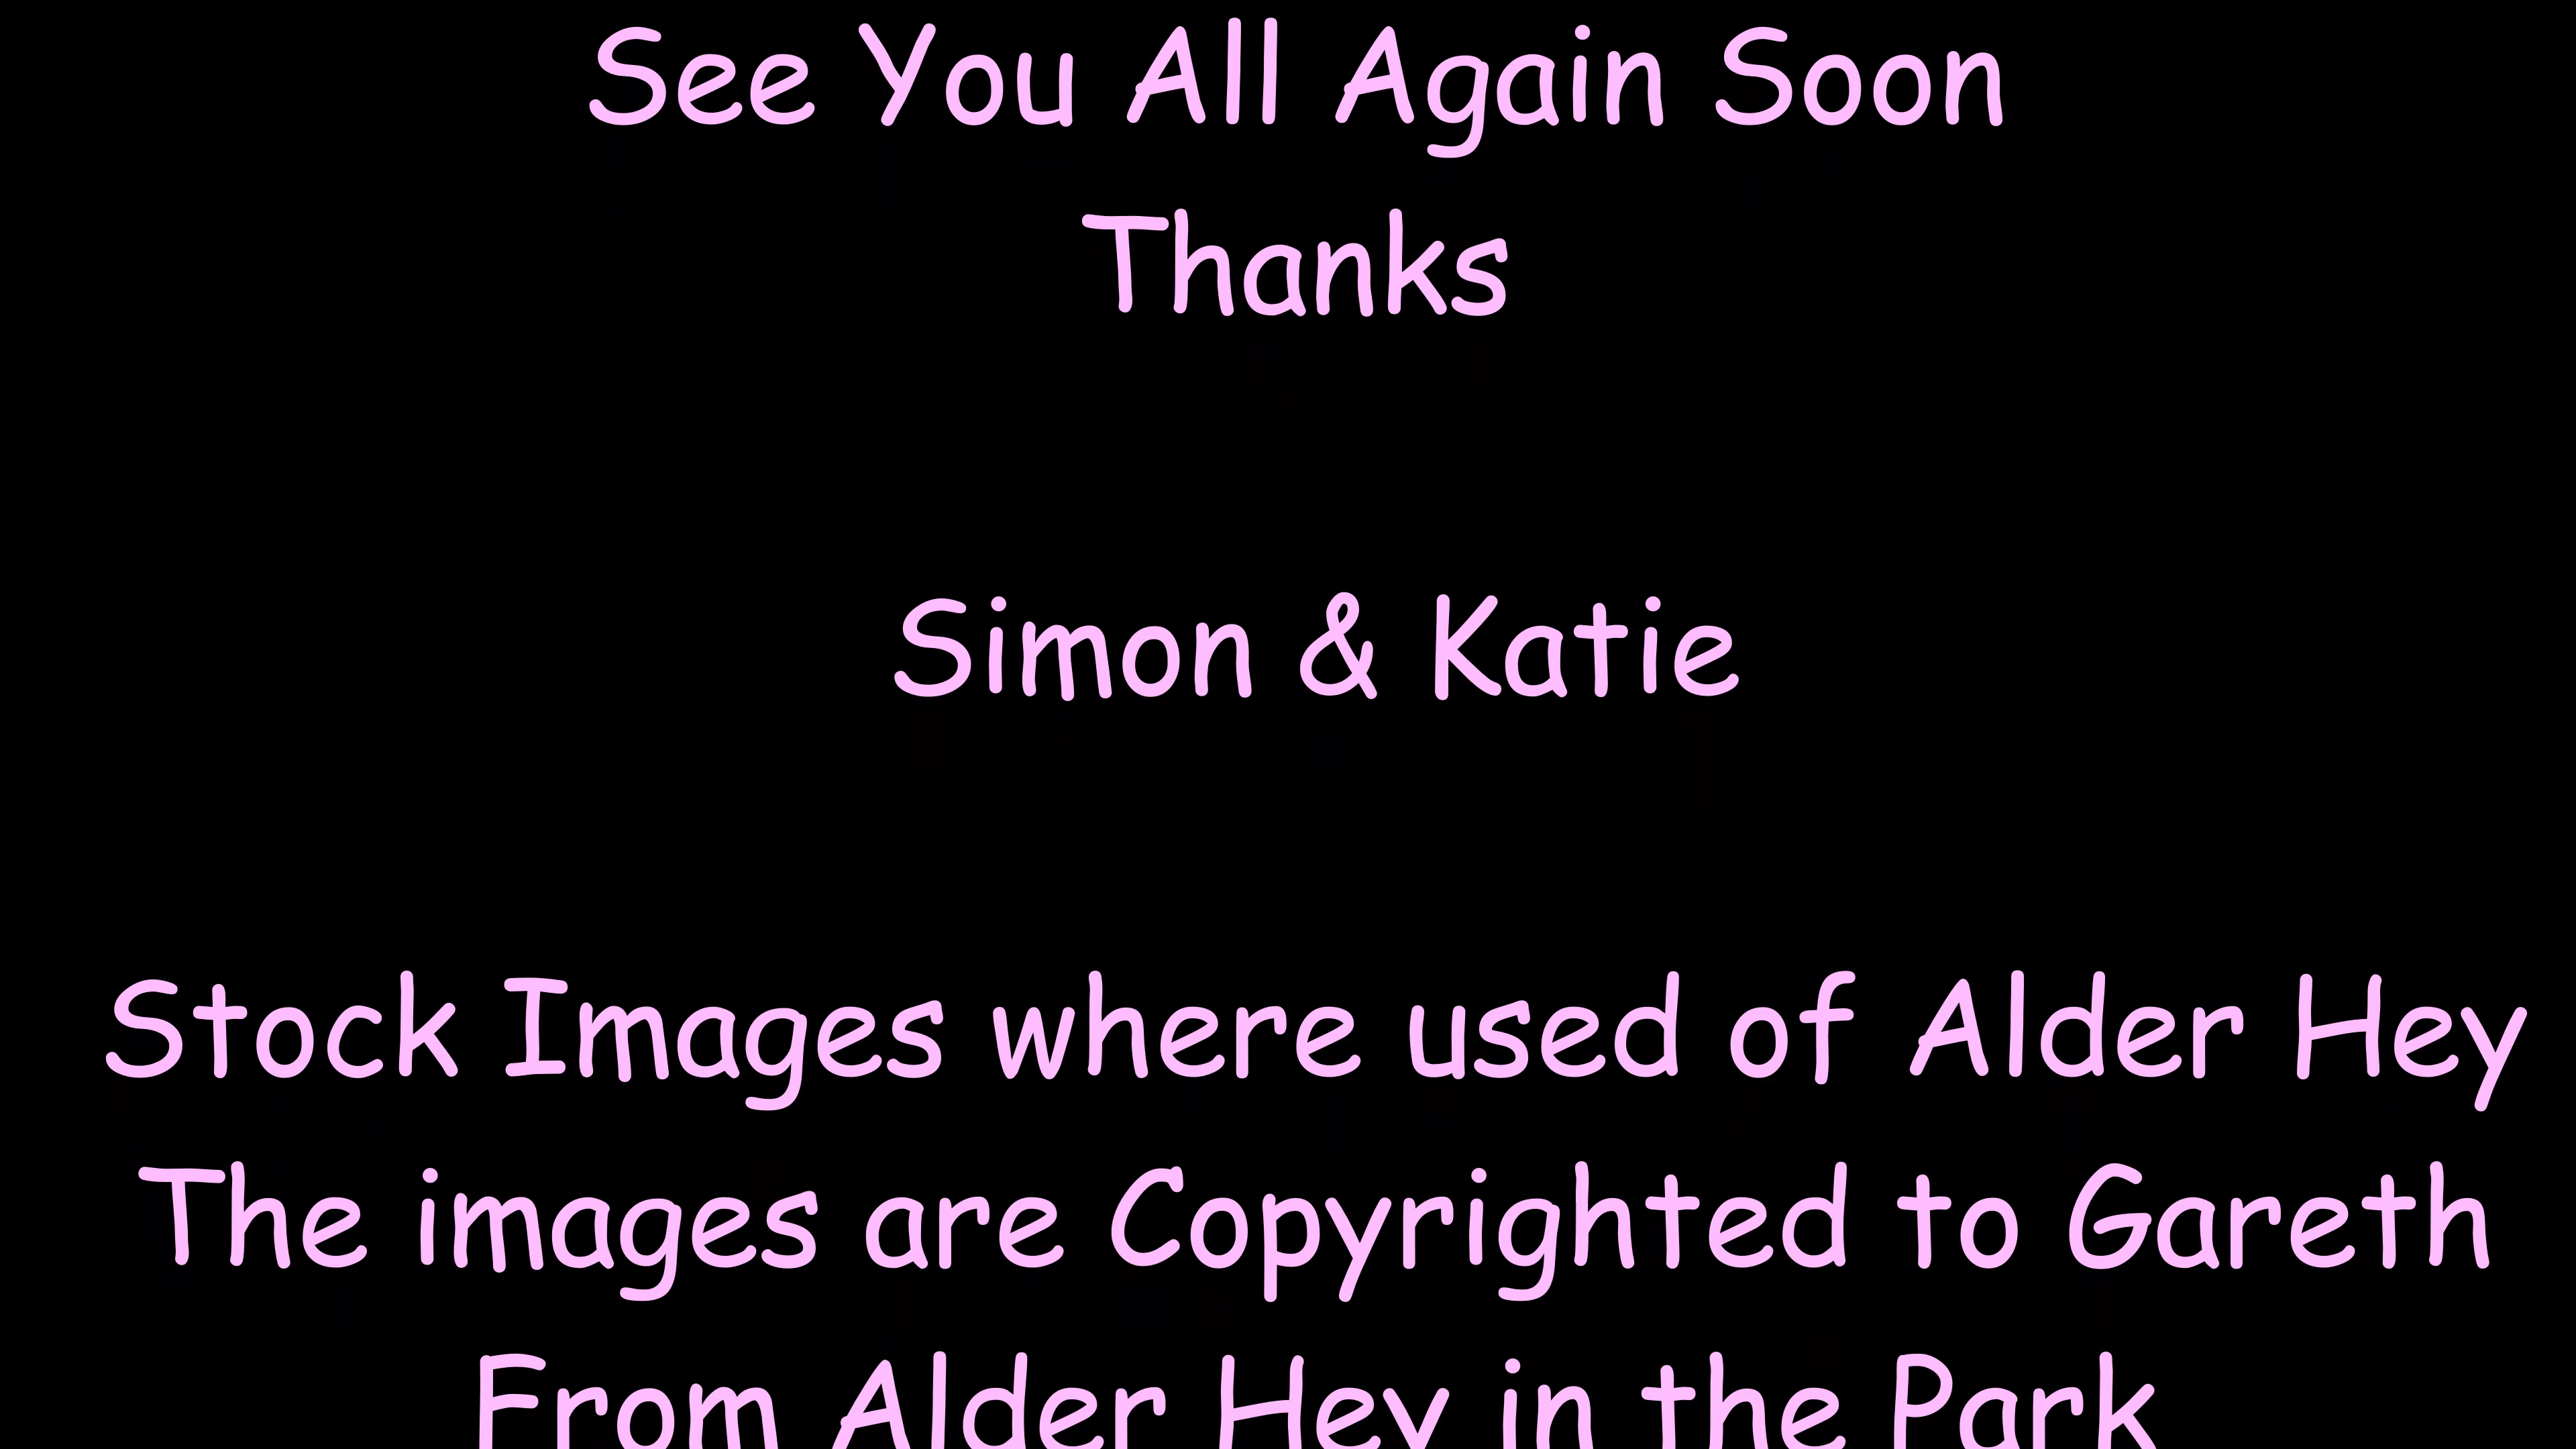 See You All Again Soon
Thanks
Simon & Katie
Stock Images where used of Alder Hey
The images are Copyrighted to Gareth
From Alder Hey in the Park